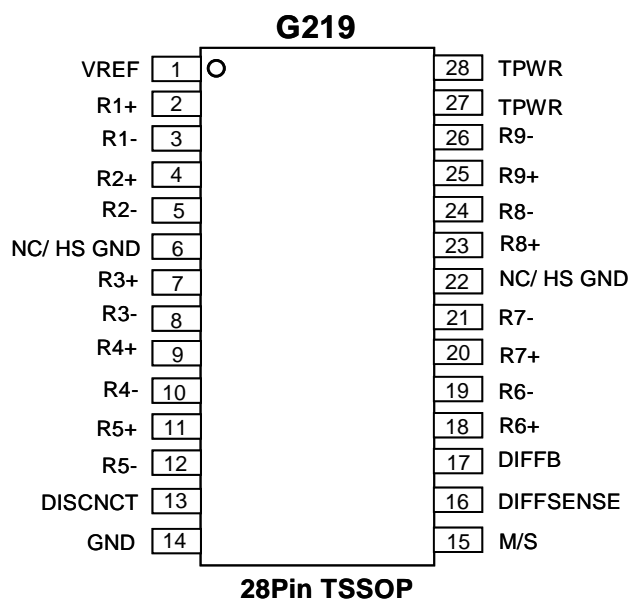 G219
VREF 1 28 TPWR
R1+ 2 27 TPWR
R1- 3 26 R9-
R2+ 4 25 R9+
R2- 5 24 R8-
NC/ HS GND 6 23 R8+
R3+ 7 22 NC/ HS GND
R3- 8 21 R7-
R4+ 9 20 R7+
R4- 10 19 R6-
R5+ 11 18 R6+
R5- 12 17 DIFFB
DISCNCT 13 16 DIFFSENSE
GND 14 15 M/S
28Pin TSSOP